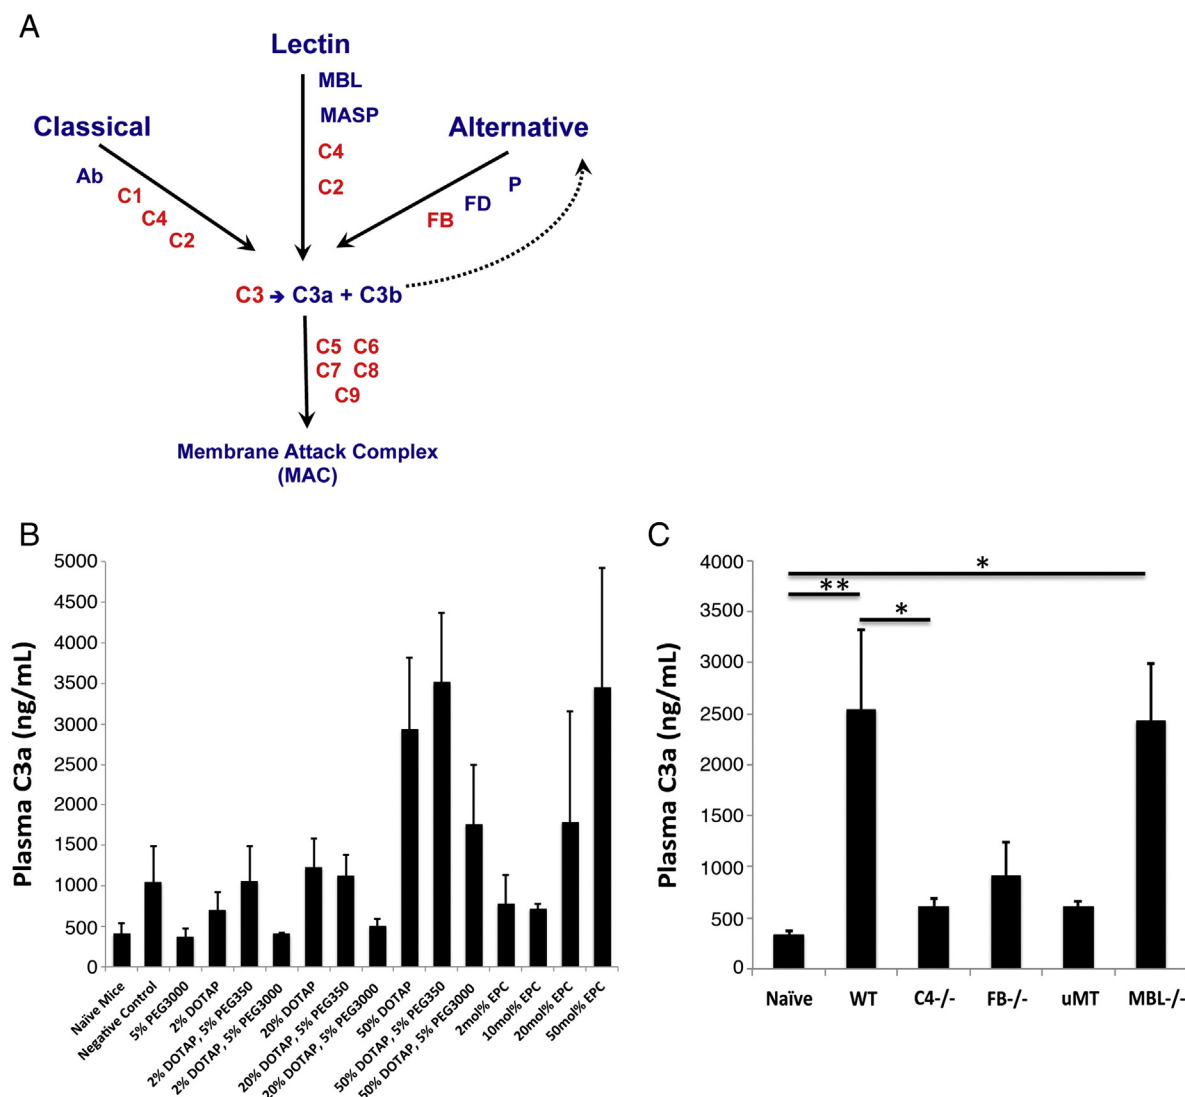 A
Lectin
MBL
MASP
C4
C2
Classical
Ab
C1
C4
C2
Alternative
P
FD
FB
C3 ➔ C3a + C3b
C5 C6
C7 C8
C9
Membrane Attack Complex
(MAC)
B
Plasma C3a (ng/mL)
5000
4500
4000
3500
3000
2500
2000
1500
1000
500
0
Naïve Mice
Negative Control
5% PEG3000
2% DOTAP
2% DOTAP, 5% PEG350
2% DOTAP, 5% PEG3000
20% DOTAP
20% DOTAP, 5% PEG350
20% DOTAP, 5% PEG3000
50% DOTAP
50% DOTAP, 5% PEG350
50% DOTAP, 5% PEG3000
2mol% EPC
10mol% EPC
20mol% EPC
50mol% EPC
C
Plasma C3a (ng/mL)
4000
3500
3000
2500
2000
1500
1000
500
0
*
**
*
Naïve
WT
C4-/-
FB-/-
uMT
MBL-/-